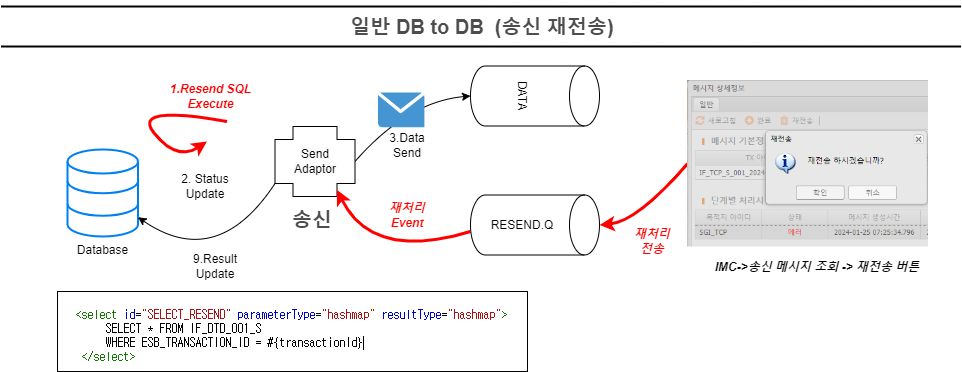 일반 DB to DB (송신 재전송)
1.Resend SQL
Execute
2. Status
Update
Database
9.Result
Update
Send
Adaptor
송신
3.Data
Send
DATA
재처리
Event
RESEND.Q
재처리
전송
메시지 상세정보
일반
새로고침 완료 재전송
메시지 기본정
TX 아
IF_TCP_S_001_2024
단계별 처리시
목적지 아이디 상태 메시지 생성시간
SGI_TCP 에러 2024-01-25 07:25:34.796
재전송
재전송 하시겠습니까?
확인 취소
IMC->송신 메시지 조회 -> 재전송 버튼
<select id="SELECT_RESEND" parameterType="hashmap" resultType="hashmap">
SELECT * FROM IF_DTD_001_S
WHERE ESB_TRANSACTION_ID = #{transactionId}
</select>